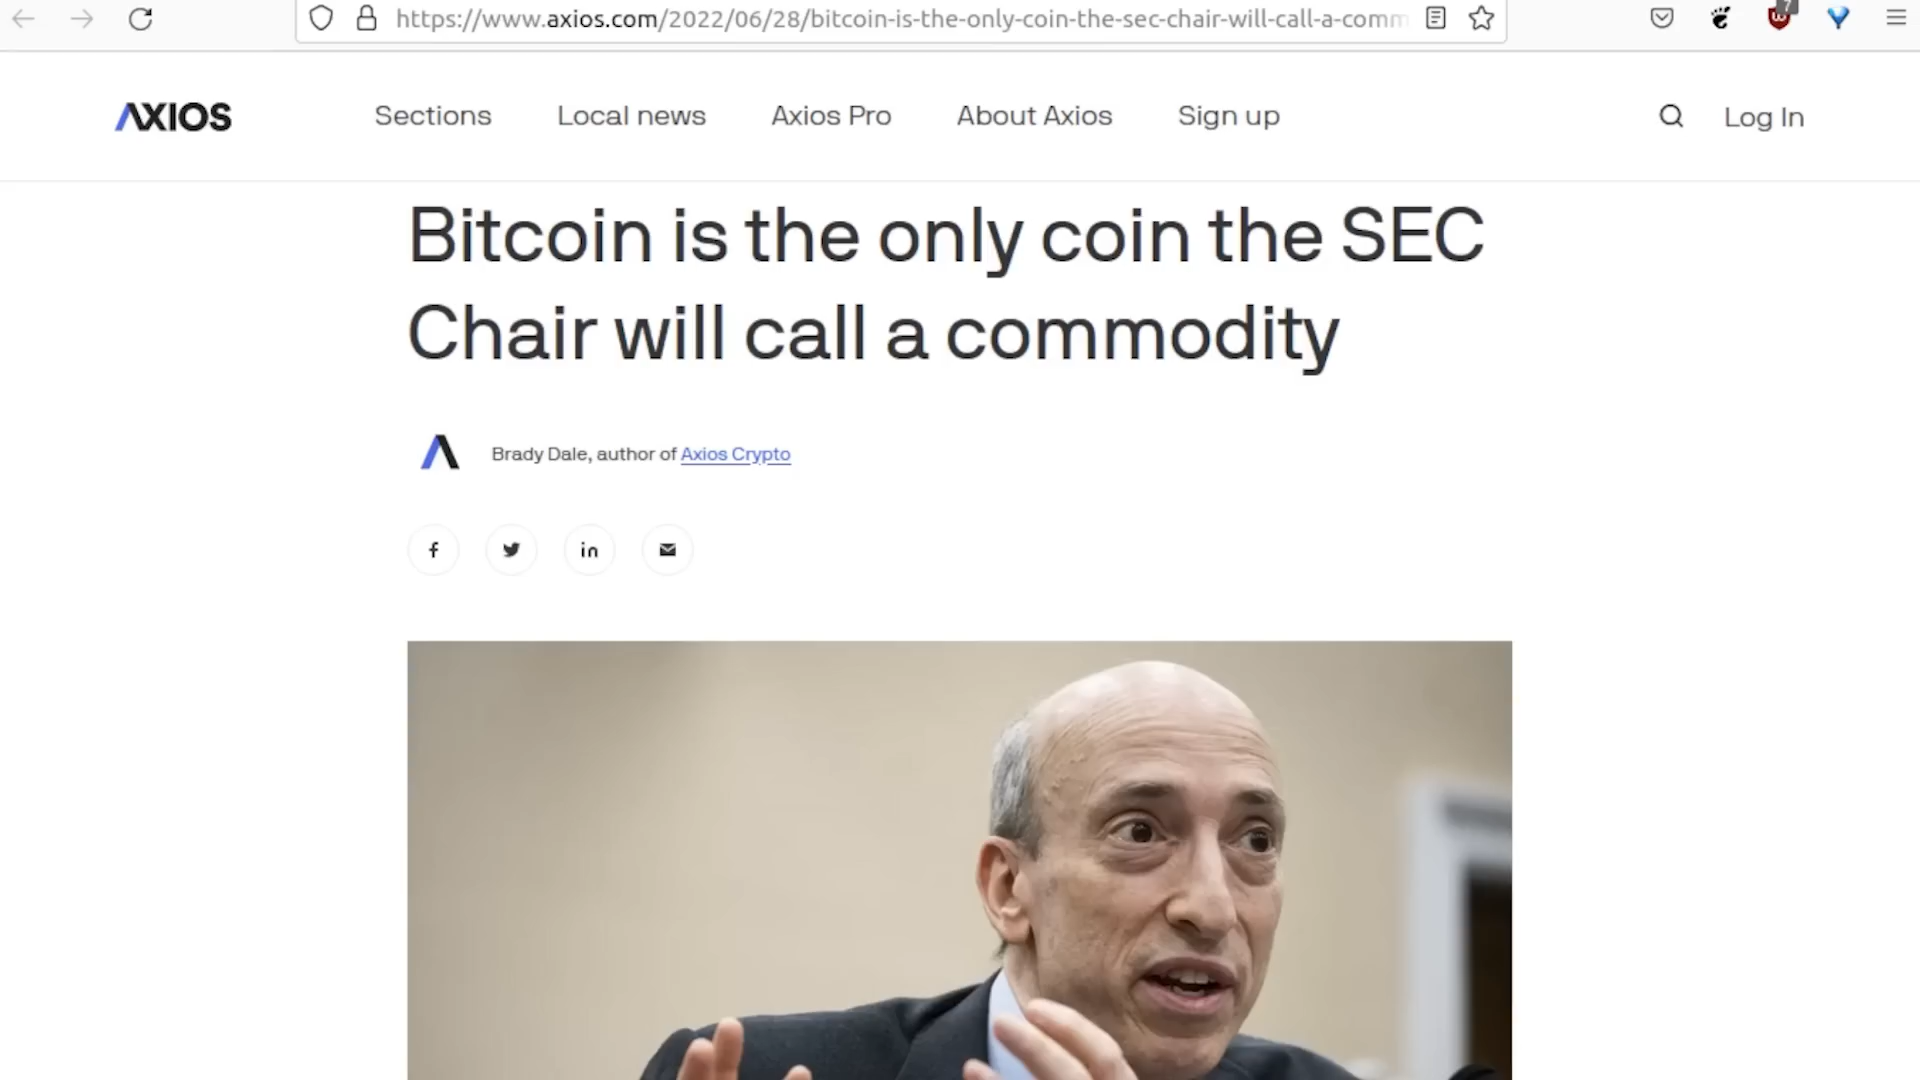 https://www.axios.com/2022/06/28/bitcoin-is-the-only-coin-the-sec-chair-will-call-a-comm
7
AXIOS
Sections
Local news
Axios Pro
About Axios
Sign up
Log In
Bitcoin is the only coin the SEC
Chair will call a commodity
Brady Dale, author of Axios Crypto